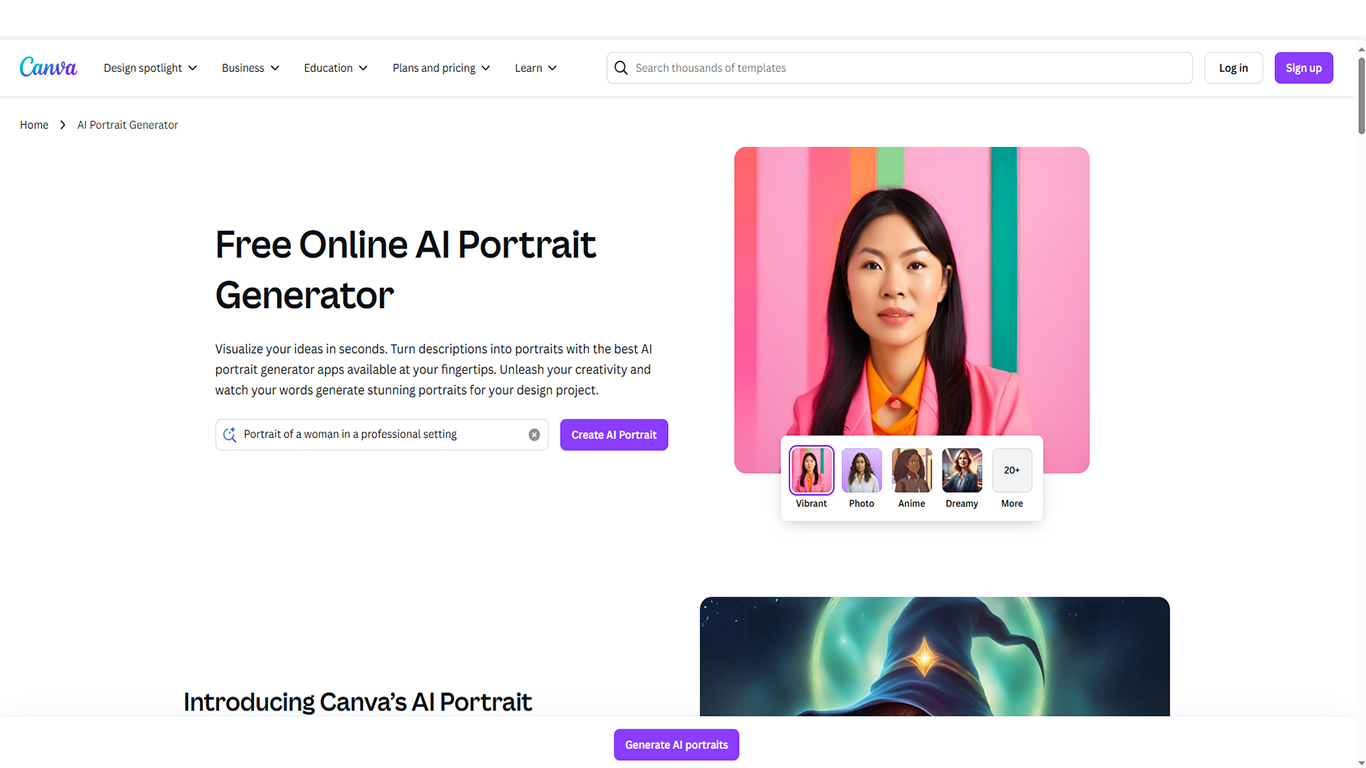 Canva
Design spotlight
Business
Education
Plans and pricing
Learn
Search thousands of templates
Log in
Sign up
Home
AI Portrait Generator
Free Online AI Portrait
Generator
Visualize your ideas in seconds. Turn descriptions into portraits with the best AI
portrait generator apps available at your fingertips. Unleash your creativity and
watch your words generate stunning portraits for your design project.
Portrait of a woman in a professional setting
Create AI Portrait
20+
Vibrant
Photo
Anime
Dreamy
More
Introducing Canva's AI Portrait
Generate AI portraits